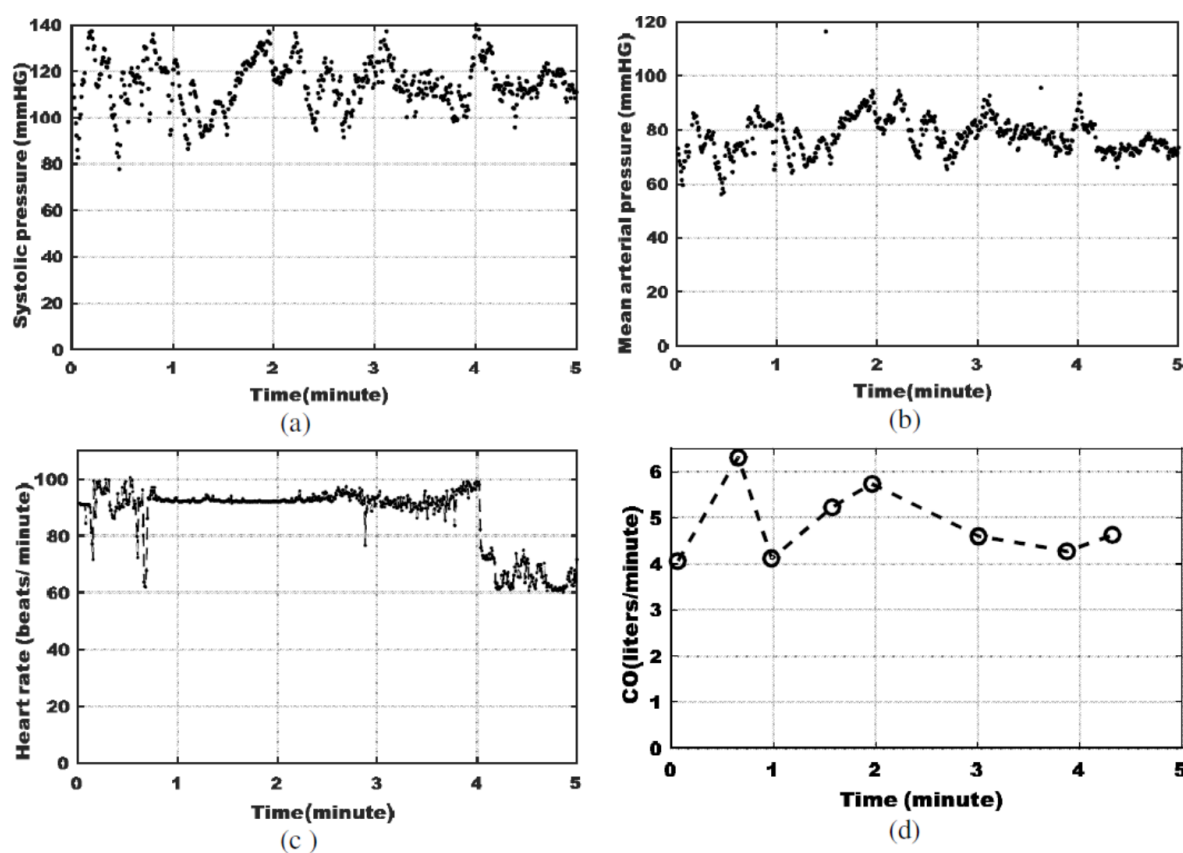 140
120
100
80
60
40
20
0
Systolic pressure (mmHG)
0 1 2 3 4 5
Time(minute)
(a)
120
100
80
60
40
20
0
Mean arterial pressure (mmHG)
0 1 2 3 4 5
Time(minute)
(b)
100
80
60
40
20
0
Heart rate (beats/ minute)
0 1 2 3 4 5
Time(minute)
(c )
6
5
4
3
2
1
0
CO(liters/minute)
0 1 2 3 4 5
Time (minute)
(d)